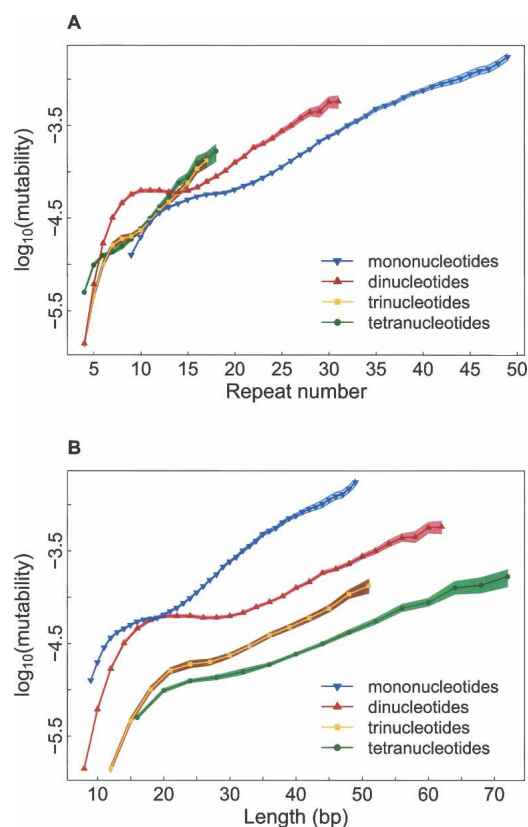 A
log10(mutability)
−3.5
−4.5
−5.5
mononucleotides
dinucleotides
trinucleotides
tetranucleotides
5 10 15 20 25 30 35 40 45 50
Repeat number
B
log10(mutability)
−3.5
−4.5
−5.5
mononucleotides
dinucleotides
trinucleotides
tetranucleotides
10 20 30 40 50 60 70
Length (bp)